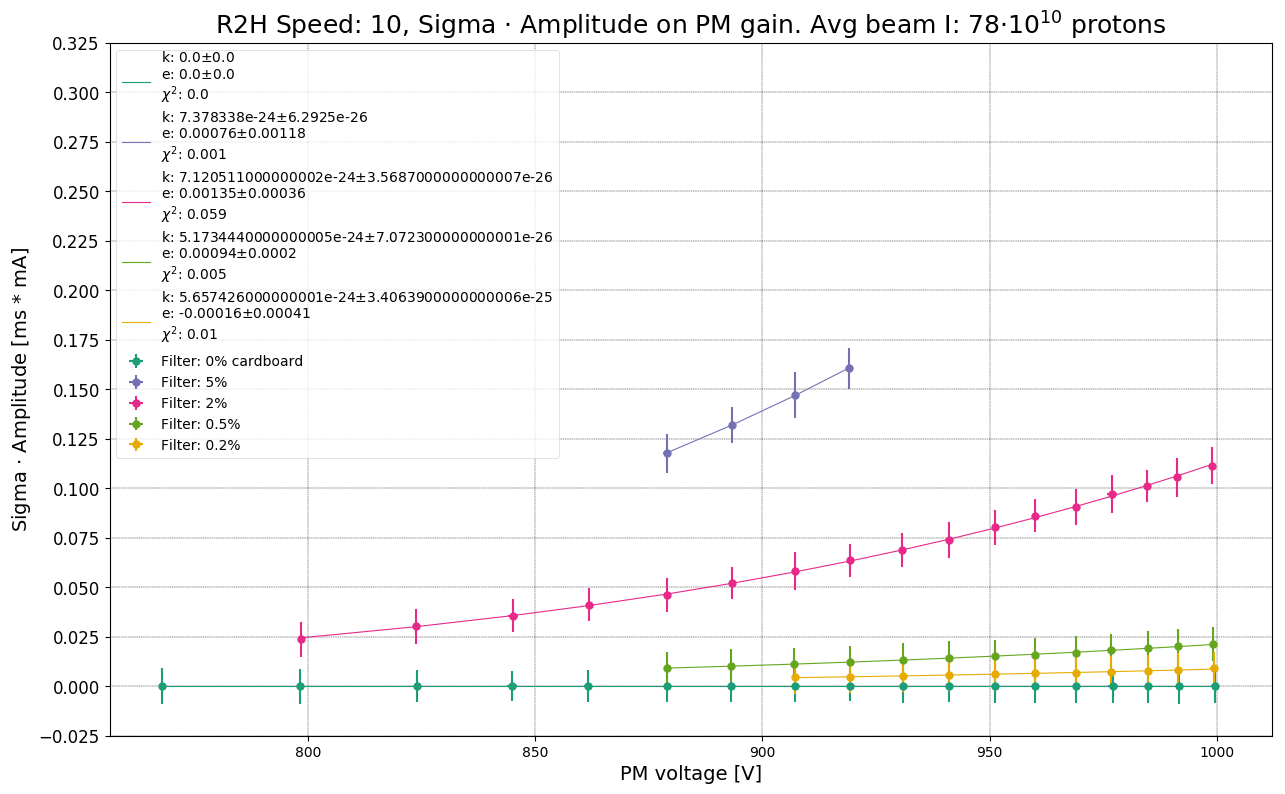 R2H Speed: 10, Sigma · Amplitude on PM gain. Avg beam I: 78·10^10 protons
0.325
0.300
0.275
0.250
0.225
0.200
0.175
0.150
0.125
0.100
0.075
0.050
0.025
0.000
−0.025
Sigma · Amplitude [ms * mA]
k: 0.0±0.0
e: 0.0±0.0
χ²: 0.0
k: 7.378338e-24±6.2925e-26
e: 0.00076±0.00118
χ²: 0.001
k: 7.120511000000002e-24±3.5687000000000007e-26
e: 0.00135±0.00036
χ²: 0.059
k: 5.1734440000000005e-24±7.072300000000001e-26
e: 0.00094±0.0002
χ²: 0.005
k: 5.657426000000001e-24±3.4063900000000006e-25
e: -0.00016±0.00041
χ²: 0.01
Filter: 0% cardboard
Filter: 5%
Filter: 2%
Filter: 0.5%
Filter: 0.2%
800
850
900
950
1000
PM voltage [V]